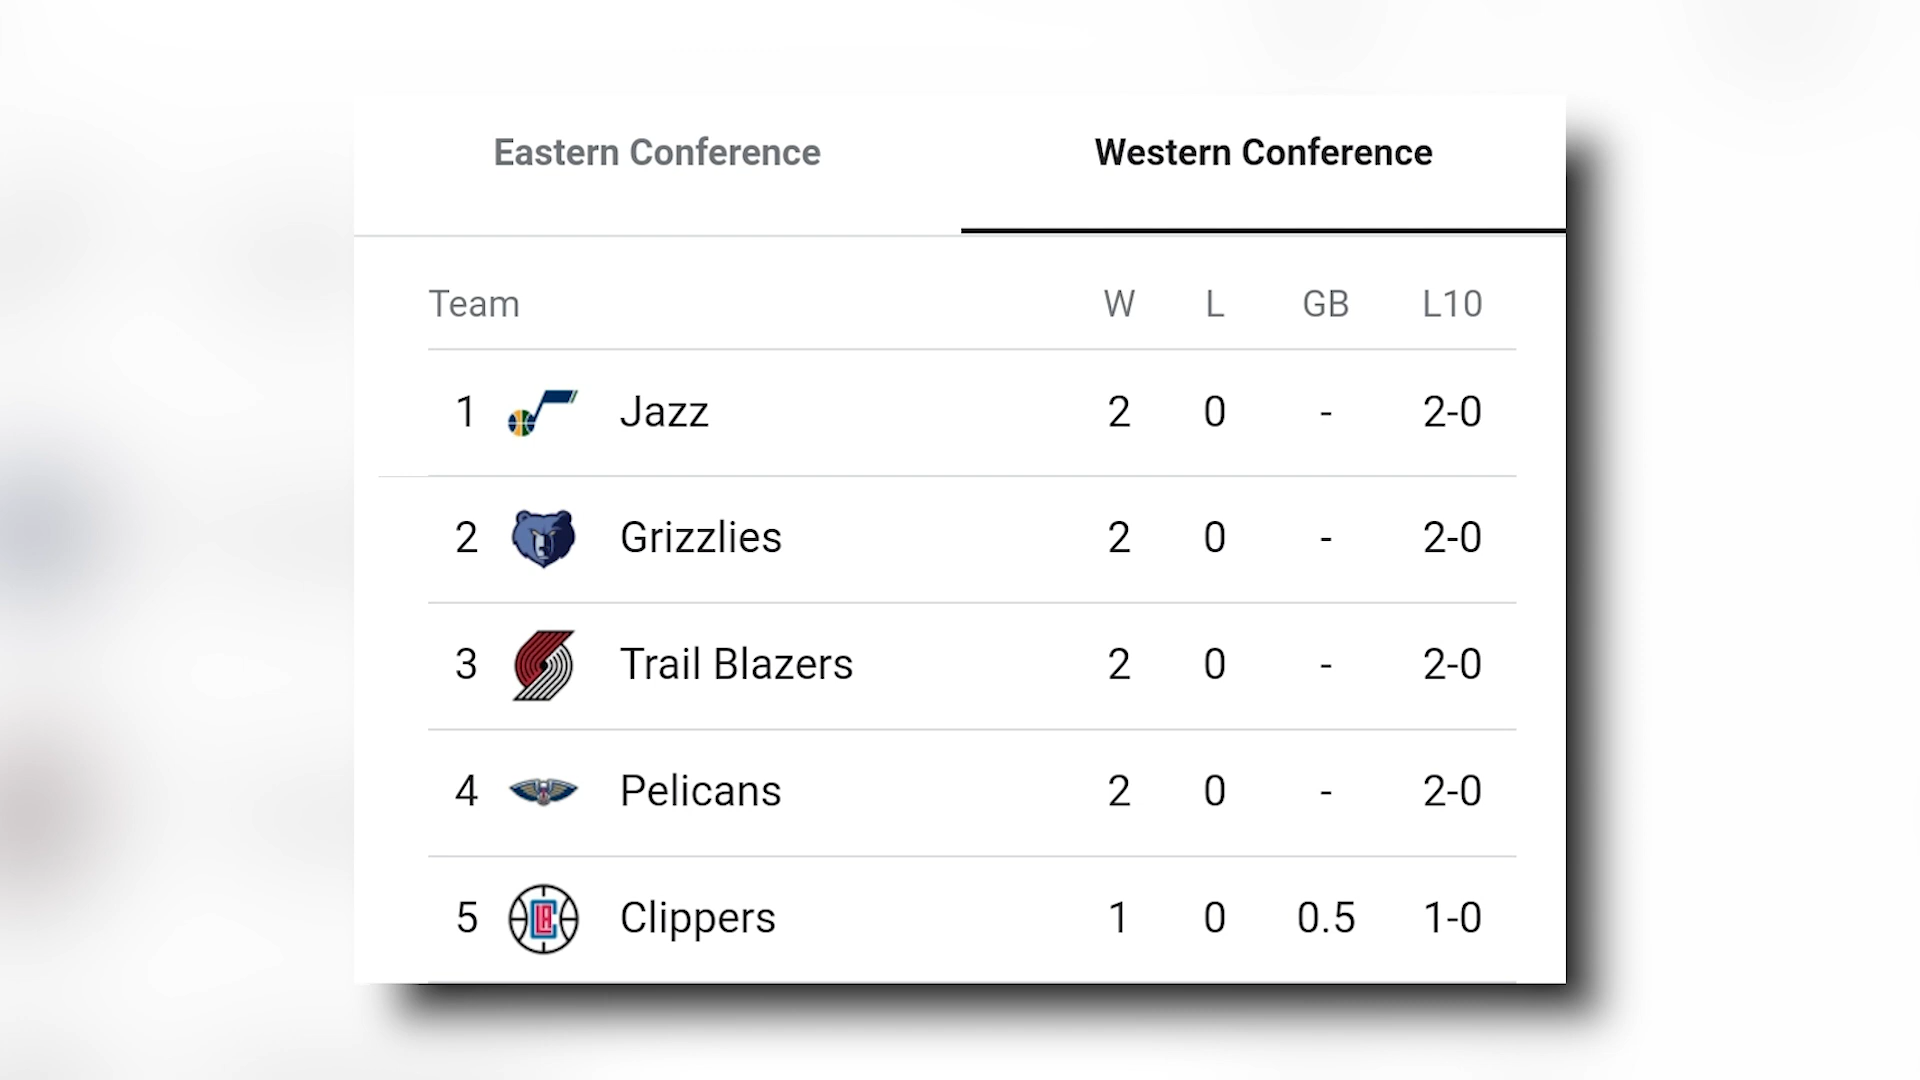 Eastern Conference Western Conference
Team W L GB L10
1 Jazz 2 0 - 2-0
2 Grizzlies 2 0 - 2-0
3 Trail Blazers 2 0 - 2-0
4 Pelicans 2 0 - 2-0
5 Clippers 1 0 0.5 1-0